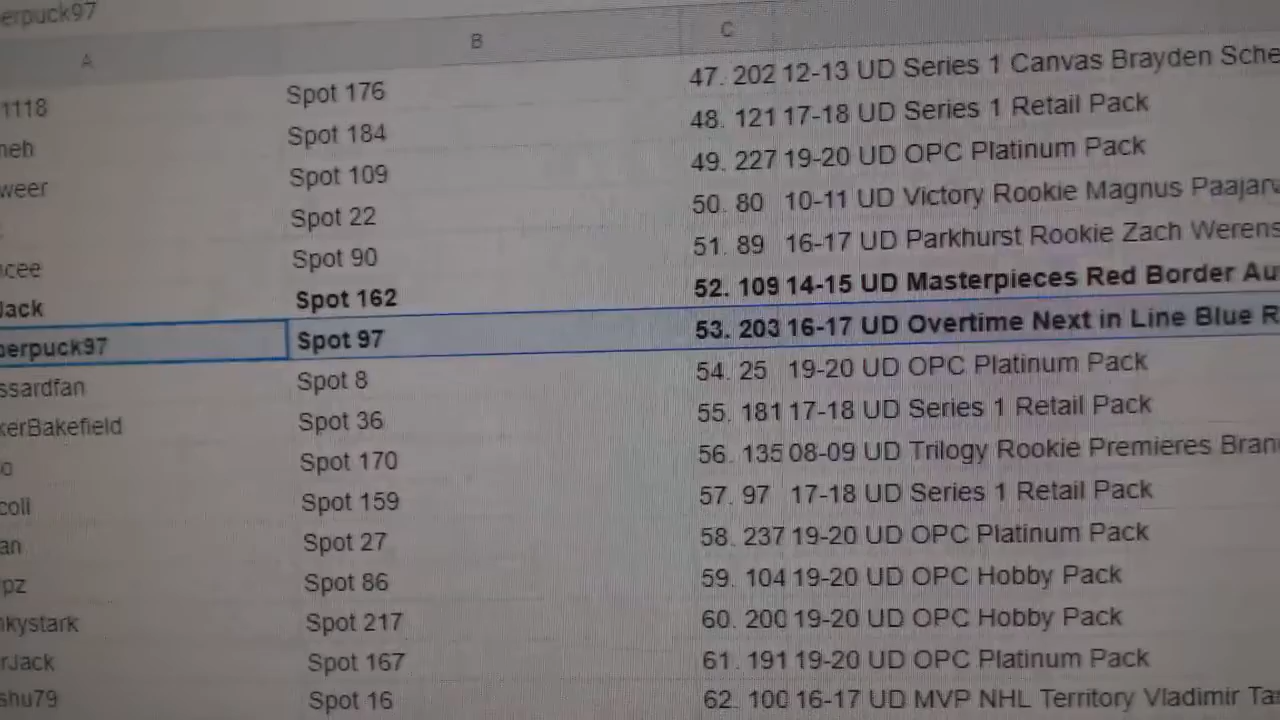 erpuck97
A B C
1118 Spot 176 47. 202 12-13 UD Series 1 Canvas Brayden Sche
neh Spot 184 48. 121 17-18 UD Series 1 Retail Pack
weer Spot 109 49. 227 19-20 UD OPC Platinum Pack
Spot 22 50. 80 10-11 UD Victory Rookie Magnus Paajarv
ncee Spot 90 51. 89 16-17 UD Parkhurst Rookie Zach Werens
Jack Spot 162 52. 109 14-15 UD Masterpieces Red Border Au
perpuck97 Spot 97 53. 203 16-17 UD Overtime Next in Line Blue R
ssardfan Spot 8 54. 25 19-20 UD OPC Platinum Pack
kerBakefield Spot 36 55. 181 17-18 UD Series 1 Retail Pack
o Spot 170 56. 135 08-09 UD Trilogy Rookie Premieres Bran
coll Spot 159 57. 97 17-18 UD Series 1 Retail Pack
an Spot 27 58. 237 19-20 UD OPC Platinum Pack
pz Spot 86 59. 104 19-20 UD OPC Hobby Pack
nkystark Spot 217 60. 200 19-20 UD OPC Hobby Pack
rJack Spot 167 61. 191 19-20 UD OPC Platinum Pack
shu79 Spot 16 62. 100 16-17 UD MVP NHL Territory Vladimir Ta